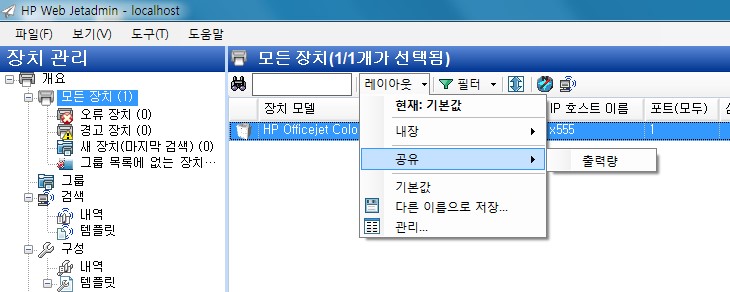 HP Web Jetadmin - localhost
파일(F) 보기(V) 도구(T) 도움말
장치 관리
모든 장치(1/1개가 선택됨)
개요
모든 장치 (1)
오류 장치 (0)
경고 장치 (0)
새 장치(마지막 검색) (0)
그룹 목록에 없는 장치…
그룹
검색
내역
템플릿
구성
내역
템플릿
레이아웃 필터
장치 모델 IP 호스트 이름 포트(모두)
HP Officejet Colo x555 1
현재: 기본값
내장
공유
출력량
기본값
다른 이름으로 저장...
관리...